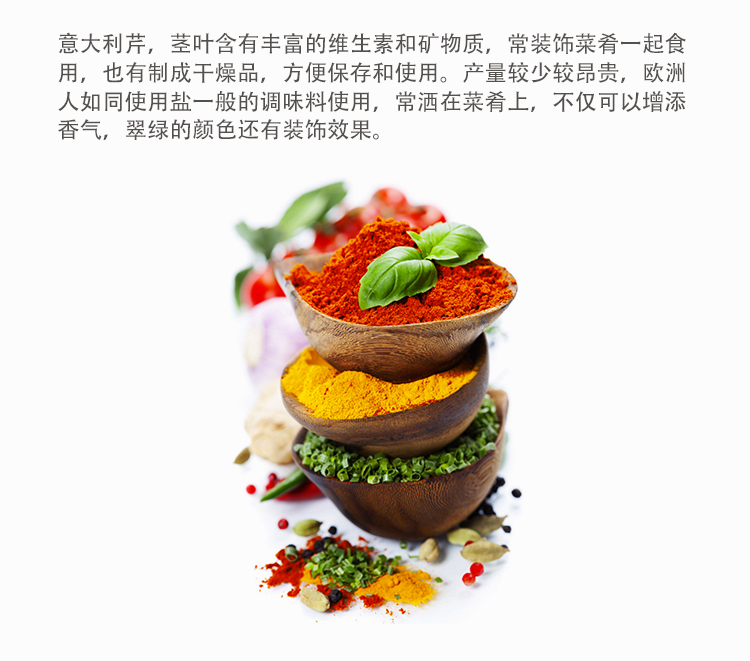 意大利芹，茎叶含有丰富的维生素和矿物质，常装饰菜肴一起食
用，也有制成干燥品，方便保存和使用。产量较少较昂贵，欧洲
人如同使用盐一般的调味料使用，常洒在菜肴上，不仅可以增添
香气，翠绿的颜色还有装饰效果。